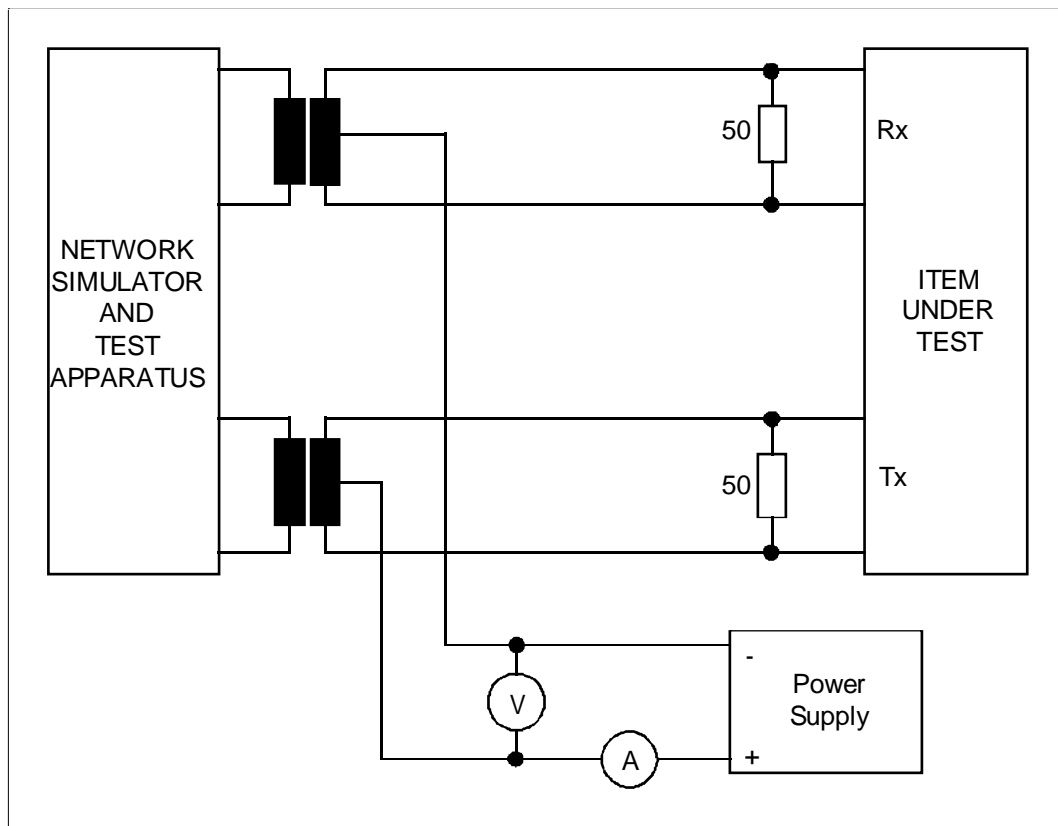 50
Rx
NETWORK
SIMULATOR
AND
TEST
APPARATUS
ITEM
UNDER
TEST
50
Tx
-
Power
Supply
V
+
A